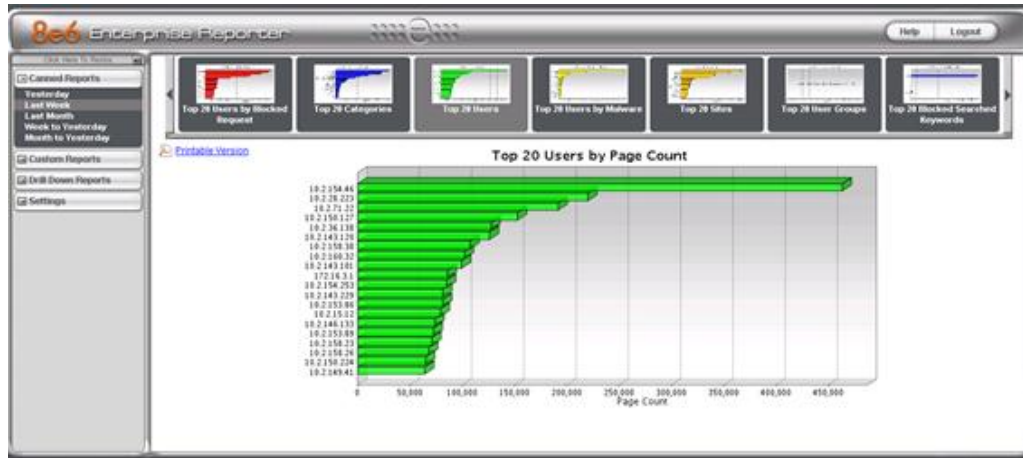 8e6 Enterprise Reporter
Help
Logout
Click Here To Resize
Canned Reports
Yesterday
Last Week
Last Month
Week to Yesterday
Month to Yesterday
Custom Reports
Drill Down Reports
Settings
Top 20 Users by Blocked
Request
Top 20 Categories
Top 20 Users
Top 20 Users by Malware
Top 20 Sites
Top 20 User Groups
Top 20 Blocked Searched
Keywords
Printable Version
Top 20 Users by Page Count
10.2.154.46
10.2.28.223
10.2.71.22
10.2.150.127
10.2.36.138
10.2.143.120
10.2.158.38
10.2.160.32
10.2.143.101
172.16.3.1
10.2.154.253
10.2.143.229
10.2.153.86
10.2.15.12
10.2.146.133
10.2.153.89
10.2.158.23
10.2.158.26
10.2.150.224
10.2.149.41
0 50,000 100,000 150,000 200,000 250,000 300,000 350,000 400,000 450,000
Page Count